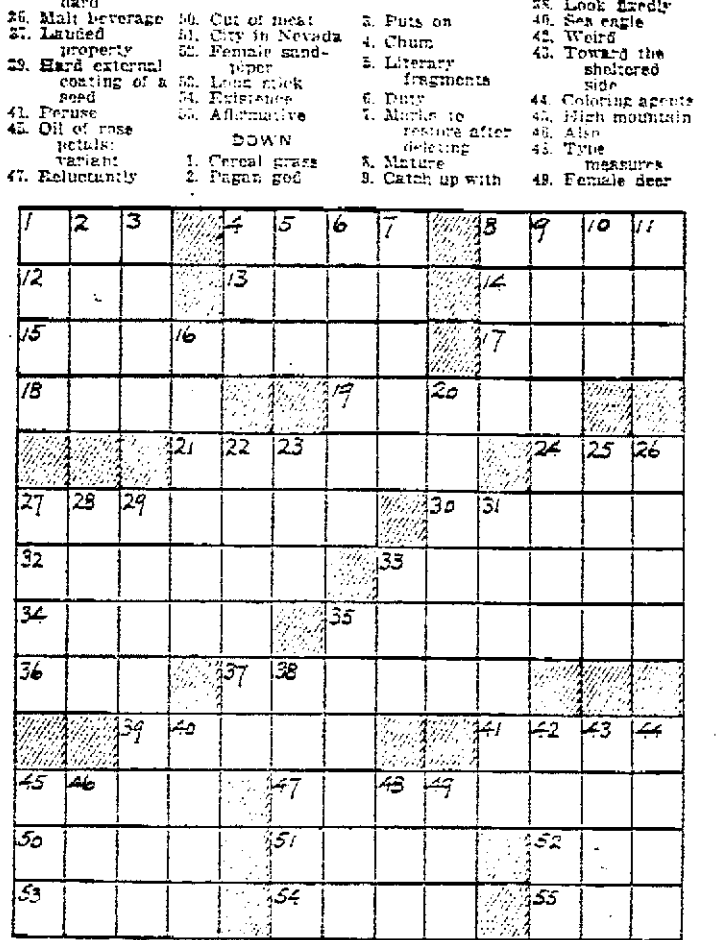 hard
26. Malt beverage
27. Landed
property
29. Hard external
coating of a
seed
41. Peruse
45. Oil of rose
petals:
variant
47. Reluctantly
50. Cut of meat
51. City in Nevada
52. Female sand-
piper
53. Long stick
54. Existence
55. Affirmative
DOWN
1. Cereal grass
2. Pagan god
3. Puts on
4. Chum
5. Literary
fragments
6. Duty
7. Marks to
restore after
deleting
8. Mature
9. Catch up with
38. Look fixedly
40. Sea eagle
42. Weird
43. Toward the
sheltered
side
44. Coloring agents
45. High mountain
46. Also
48. Type
measures
49. Female deer
1 2 3 4 5 6 7 8 9 10 11
12 13 14
15 16 17
18 19 20
21 22 23 24 25 26
27 28 29 30 31
32 33
34 35
36 37 38
39 40 41 42 43 44
45 46 47 48 49
50 51 52
53 54 55